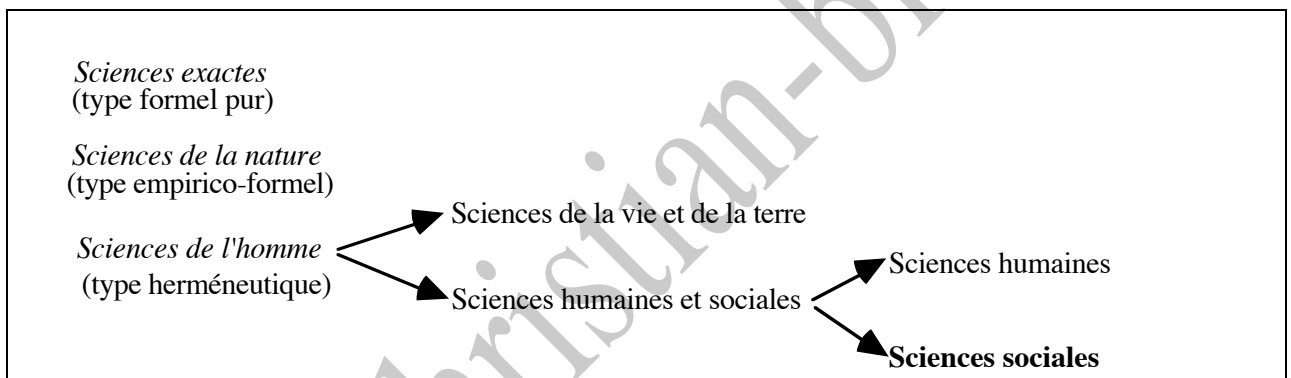 Sciences exactes
(type formel pur)
Sciences de la nature
(type empirico-formel)
Sciences de la vie et de la terre
Sciences de l'homme
(type herméneutique)
Sciences humaines et sociales
Sciences humaines
Sciences sociales